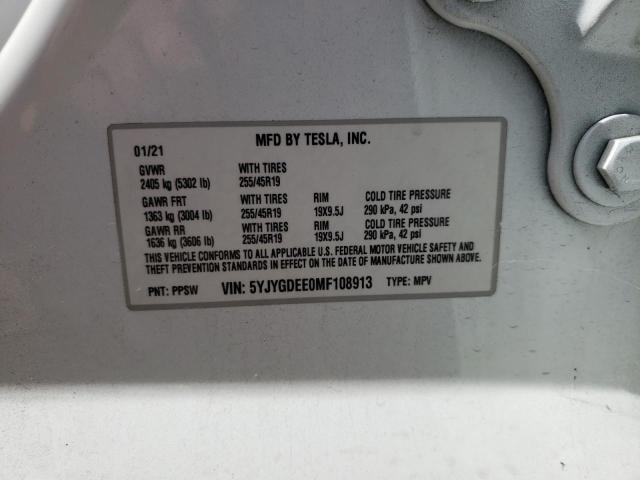 MFD BY TESLA, INC.
01/21
GVWR WITH TIRES
2405 kg (5302 lb) 255/45R19
GAWR FRT WITH TIRES RIM COLD TIRE PRESSURE
1363 kg (3004 lb) 255/45R19 19X9.5J 290 kPa, 42 psi
GAWR RR WITH TIRES RIM COLD TIRE PRESSURE
1636 kg (3606 lb) 255/45R19 19X9.5J 290 kPa, 42 psi
THIS VEHICLE CONFORMS TO ALL APPLICABLE U.S. FEDERAL MOTOR VEHICLE SAFETY AND
THEFT PREVENTION STANDARDS IN EFFECT ON THE DATE OF MANUFACTURE SHOWN ABOVE.
PNT: PPSW VIN: 5YJYGDEE0MF108913 TYPE: MPV